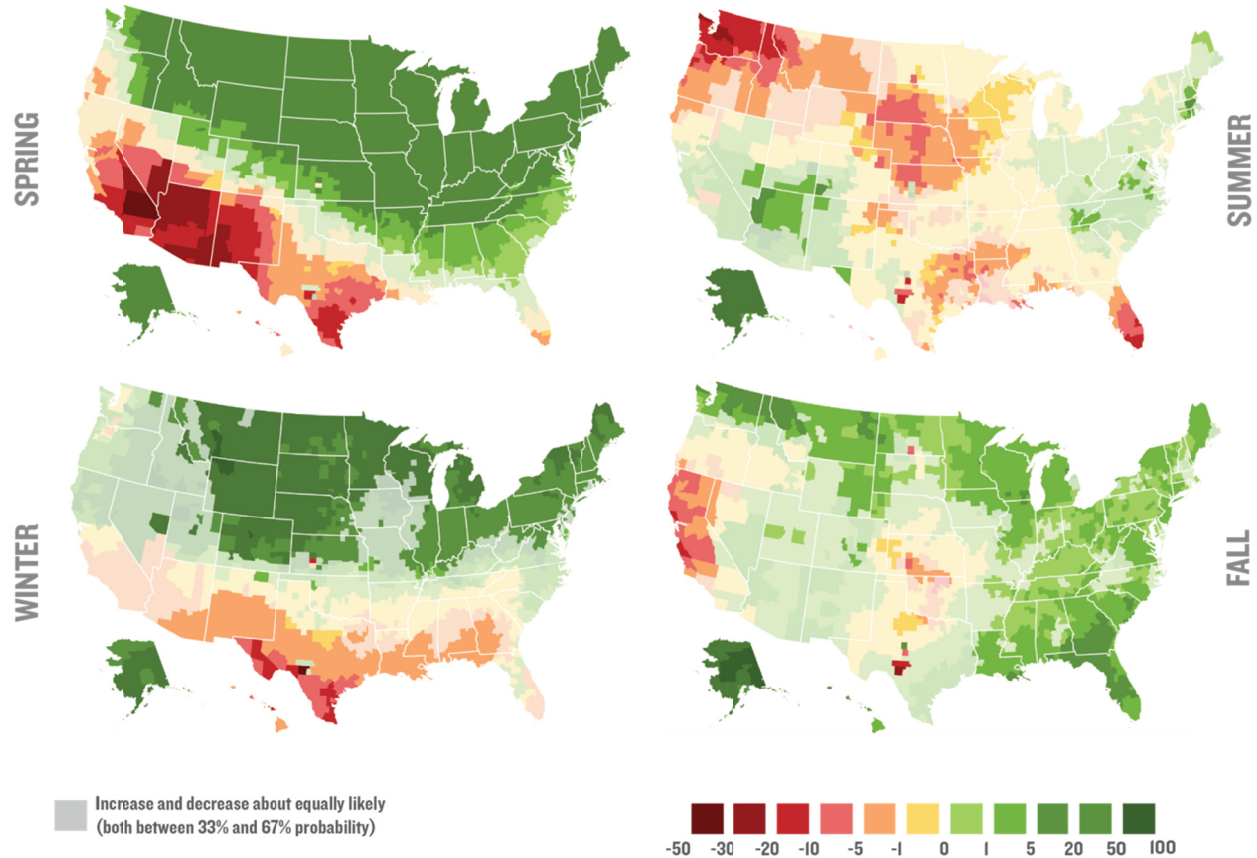 SPRING
SUMMER
WINTER
FALL
Increase and decrease about equally likely
(both between 33% and 67% probability)
-50 -30 -20 -10 -5 -1 0 1 5 20 50 100